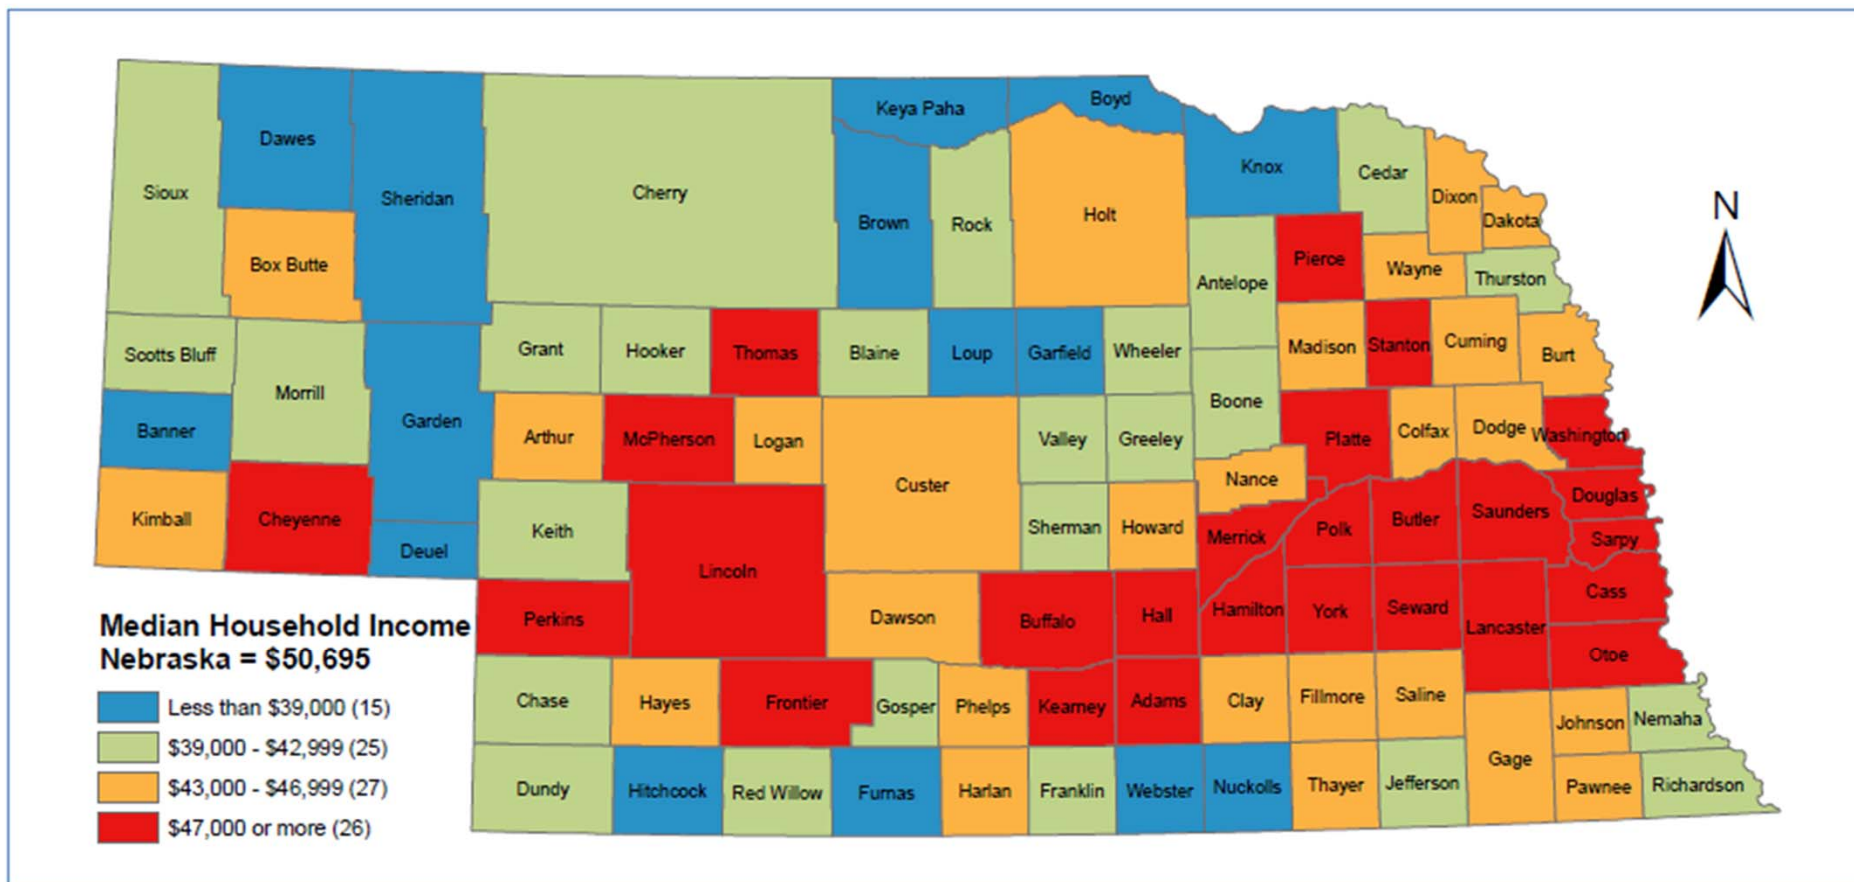 Keya Paha
Boyd
Dawes
Knox
Cedar
Sioux
Sheridan
Cherry
Dixon
Brown
Rock
Holt
Dakota
N
Box Butte
Pierce
Wayne
Antelope
Thurston
Scotts Bluff
Grant
Hooker
Thomas
Blaine
Loup
Garfield
Wheeler
Madison
Stanton
Cuming
Burt
Morrill
Boone
Banner
Garden
Arthur
McPherson
Logan
Valley
Greeley
Platte
Colfax
Dodge
Washington
Custer
Nance
Kimball
Cheyenne
Keith
Sherman
Howard
Merrick
Polk
Butler
Saunders
Douglas
Deuel
Sarpy
Lincoln
Cass
Perkins
Dawson
Buffalo
Hall
Hamilton
York
Seward
Lancaster
Otoe
Median Household Income
Nebraska = $50,695
Chase
Hayes
Frontier
Gosper
Phelps
Kearney
Adams
Clay
Fillmore
Saline
Johnson
Nemaha
Less than $39,000 (15)
$39,000 - $42,999 (25)
$43,000 - $46,999 (27)
$47,000 or more (26)
Dundy
Hitchcock
Red Willow
Furnas
Harlan
Franklin
Webster
Nuckolls
Thayer
Jefferson
Gage
Pawnee
Richardson